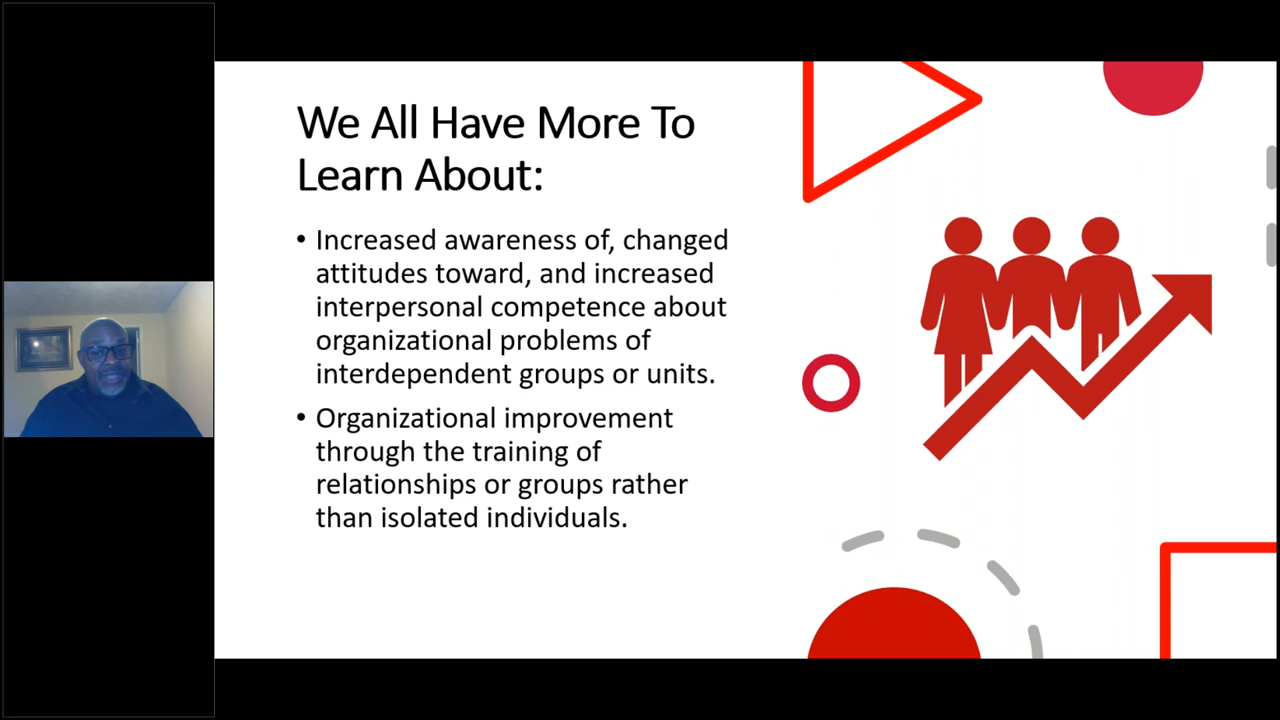 We All Have More To
Learn About:
• Increased awareness of, changed
attitudes toward, and increased
interpersonal competence about
organizational problems of
interdependent groups or units.
• Organizational improvement
through the training of
relationships or groups rather
than isolated individuals.